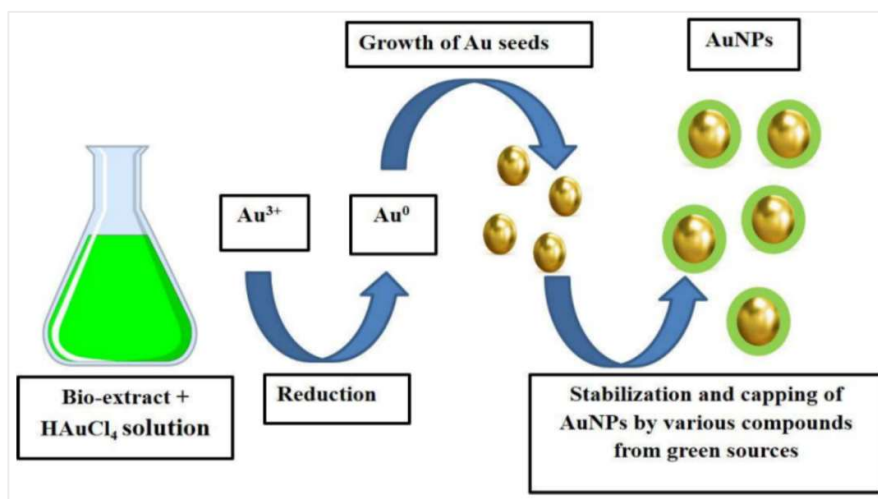 Growth of Au seeds
AuNPs
Au³⁺
Au⁰
Bio-extract +
HAuCl₄ solution
Reduction
Stabilization and capping of
AuNPs by various compounds
from green sources